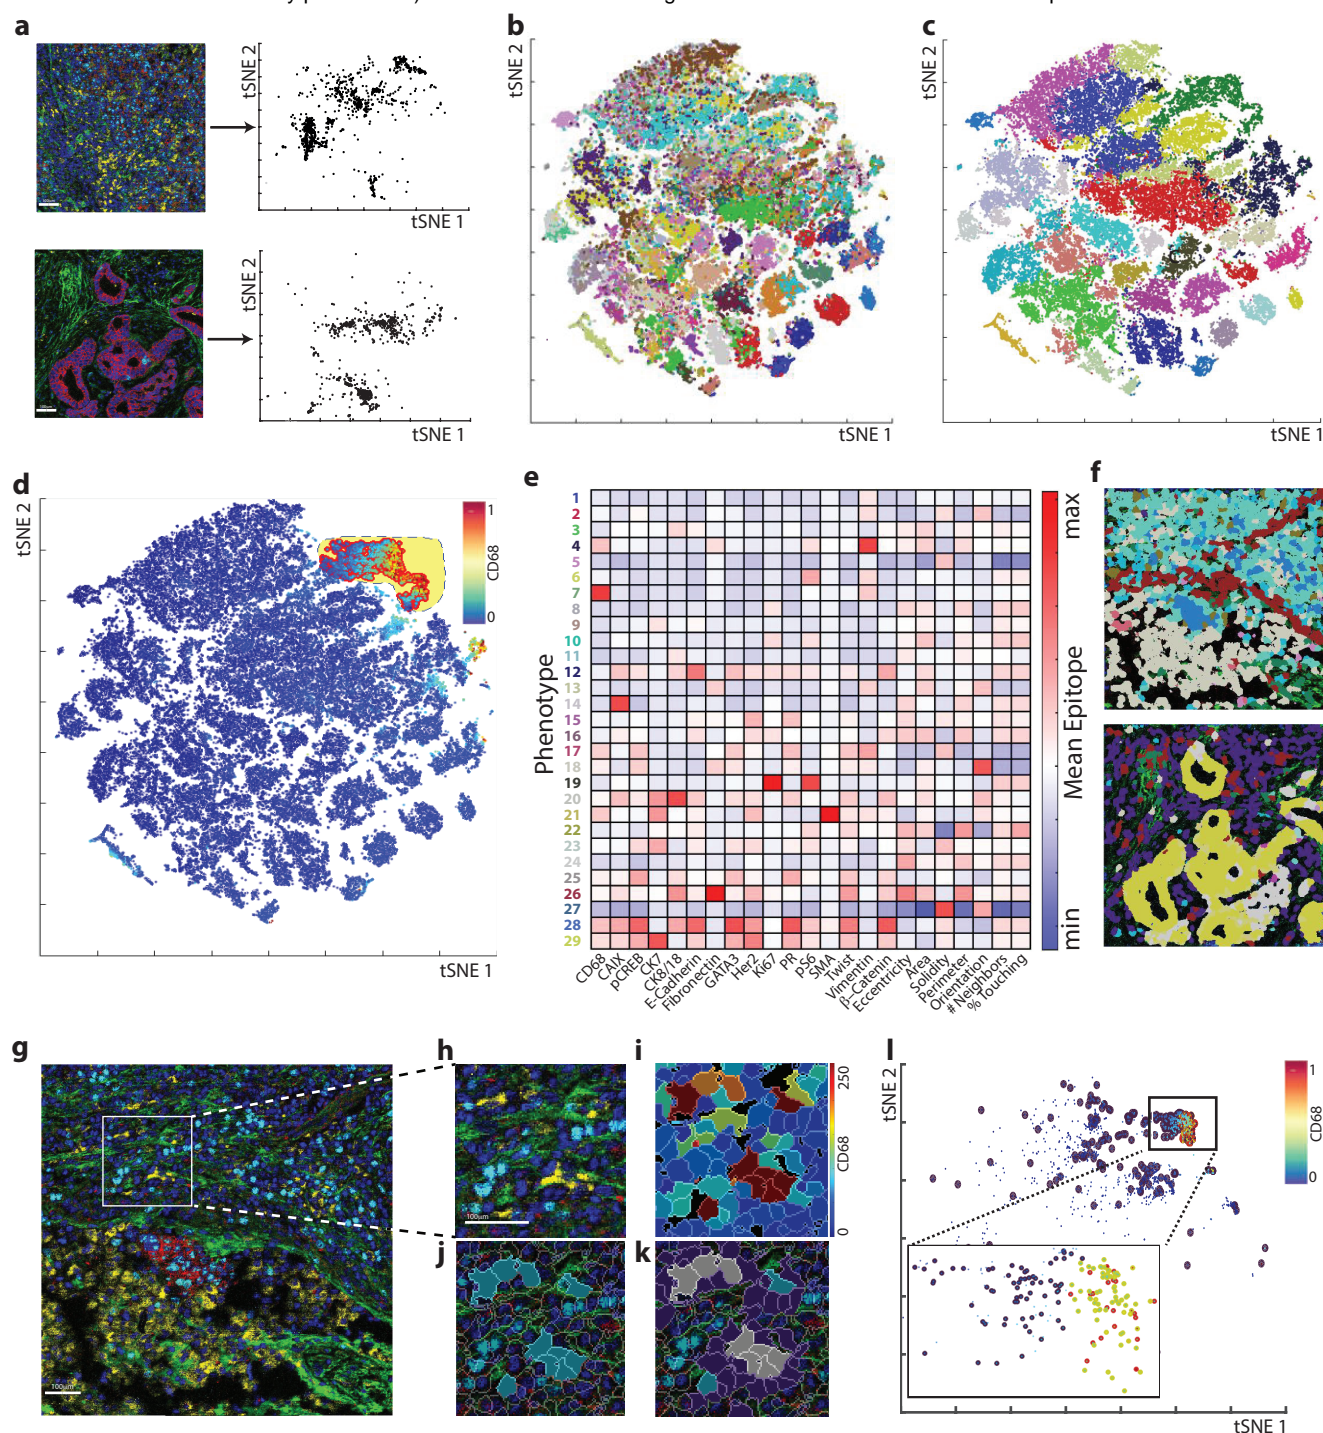 a
b
c
tSNE 2
tSNE 1
tSNE 2
tSNE 1
tSNE 2
tSNE 1
tSNE 2
tSNE 1
100μm
d
tSNE 2
1
CD68
0
tSNE 1
e
Phenotype
1
2
3
4
5
6
7
8
9
10
11
12
13
14
15
16
17
18
19
20
21
22
23
24
25
26
27
28
29
CD68
CAIX
pCREB
CK7
CK8/18
E-Cadherin
Fibronectin
GATA3
Her2
Ki67
PR
pS6
SMA
Twist
Vimentin
β-Catenin
Eccentricity
Area
Solidity
Perimeter
Orientation
# Neighbors
% Touching
max
Mean Epitope
min
f
g
100μm
h
100μm
i
250
CD68
0
j
k
l
tSNE 2
1
CD68
0
tSNE 1